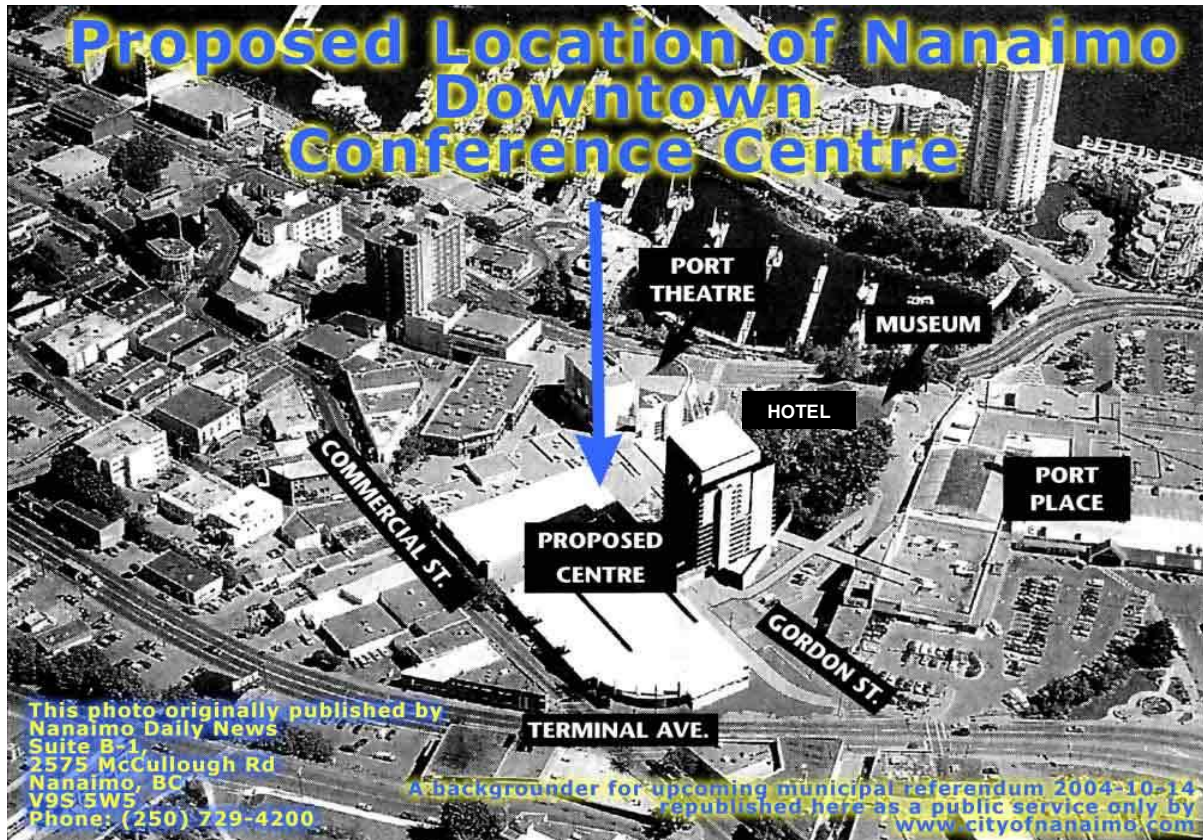 Proposed Location of Nanaimo
Downtown
Conference Centre
PORT
THEATRE
MUSEUM
HOTEL
PORT
PLACE
COMMERCIAL ST.
PROPOSED
CENTRE
GORDON ST.
TERMINAL AVE.
This photo originally published by
Nanaimo Daily News
Suite B-1,
2575 McCullough Rd
Nanaimo, BC
V9S 5W5
Phone: (250) 729-4200
A backgrounder for upcoming municipal referendum 2004-10-14
republished here as a public service only by
www.cityofnanaimo.com